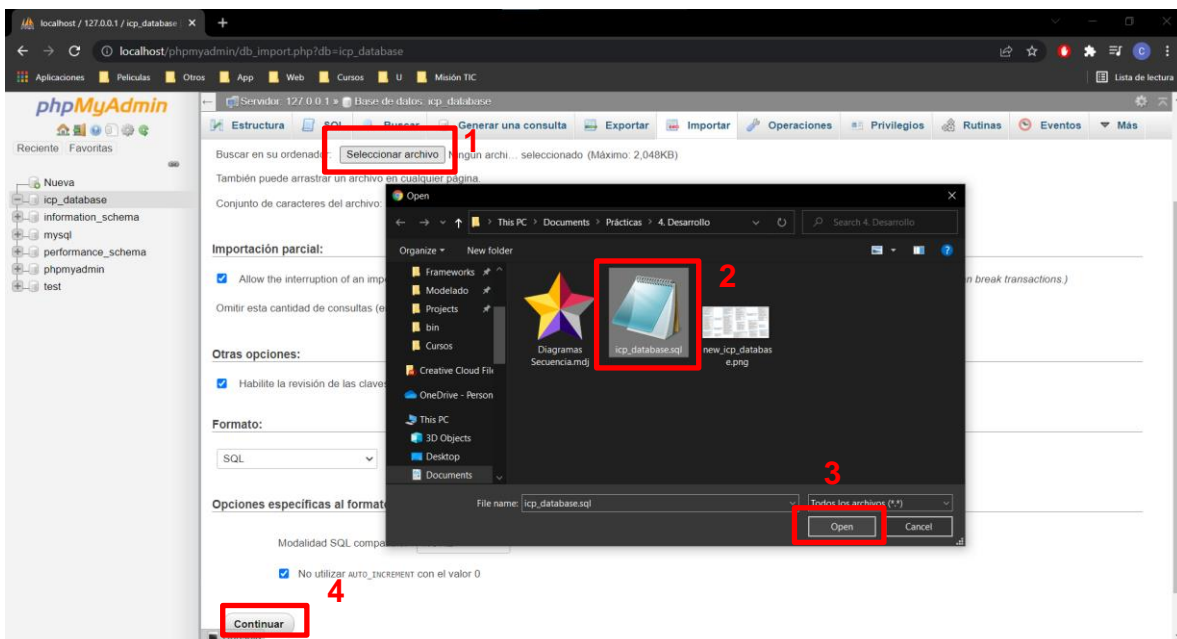 localhost / 127.0.0.1 / icp_database
localhost/phpmyadmin/db_import.php?db=icp_database
C
Aplicaciones Peliculas Otros App Web Cursos U Misión TIC Lista de lectura
phpMyAdmin
Reciente Favoritas
Nueva
icp_database
information_schema
mysql
performance_schema
phpmyadmin
test
Servidor: 127.0.0.1 » Base de datos: icp_database
Estructura SQL Buscar Generar una consulta Exportar Importar Operaciones Privilegios Rutinas Eventos Más
1
Buscar en su ordenador: Seleccionar archivo Ningún archi... seleccionado (Máximo: 2,048KB)
También puede arrastrar un archivo en cualquier página.
Conjunto de caracteres del archivo:
Importación parcial:
Allow the interruption of an imp
n break transactions.)
Omitir esta cantidad de consultas (e
Otras opciones:
Habilite la revisión de las claves
Formato:
SQL
Opciones específicas al formato
Modalidad SQL compa
No utilizar AUTO_INCREMENT con el valor 0
4
Continuar
Open
This PC > Documents > Prácticas > 4. Desarrollo
Search 4. Desarrollo
Organize New folder
Frameworks
Modelado
Projects
bin
Cursos
Creative Cloud File
OneDrive - Person
This PC
3D Objects
Desktop
Documents
2
Diagramas
Secuencia.mdj
icp_database.sql
new_icp_databas
e.png
3
File name: icp_database.sql
Todos los archivos (*.*)
Open Cancel